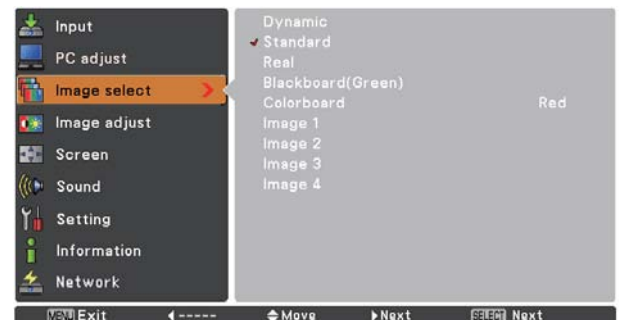 Input
PC adjust
Image select
Image adjust
Screen
Sound
Setting
Information
Network
Dynamic
Standard
Real
Blackboard(Green)
Colorboard Red
Image 1
Image 2
Image 3
Image 4
MENU Exit ----- Move Next SELECT Next